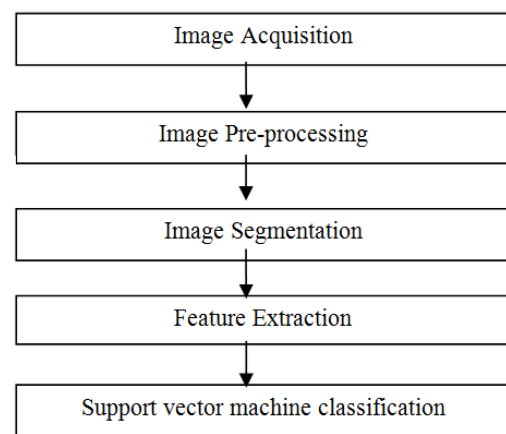 Image Acquisition
Image Pre-processing
Image Segmentation
Feature Extraction
Support vector machine classification